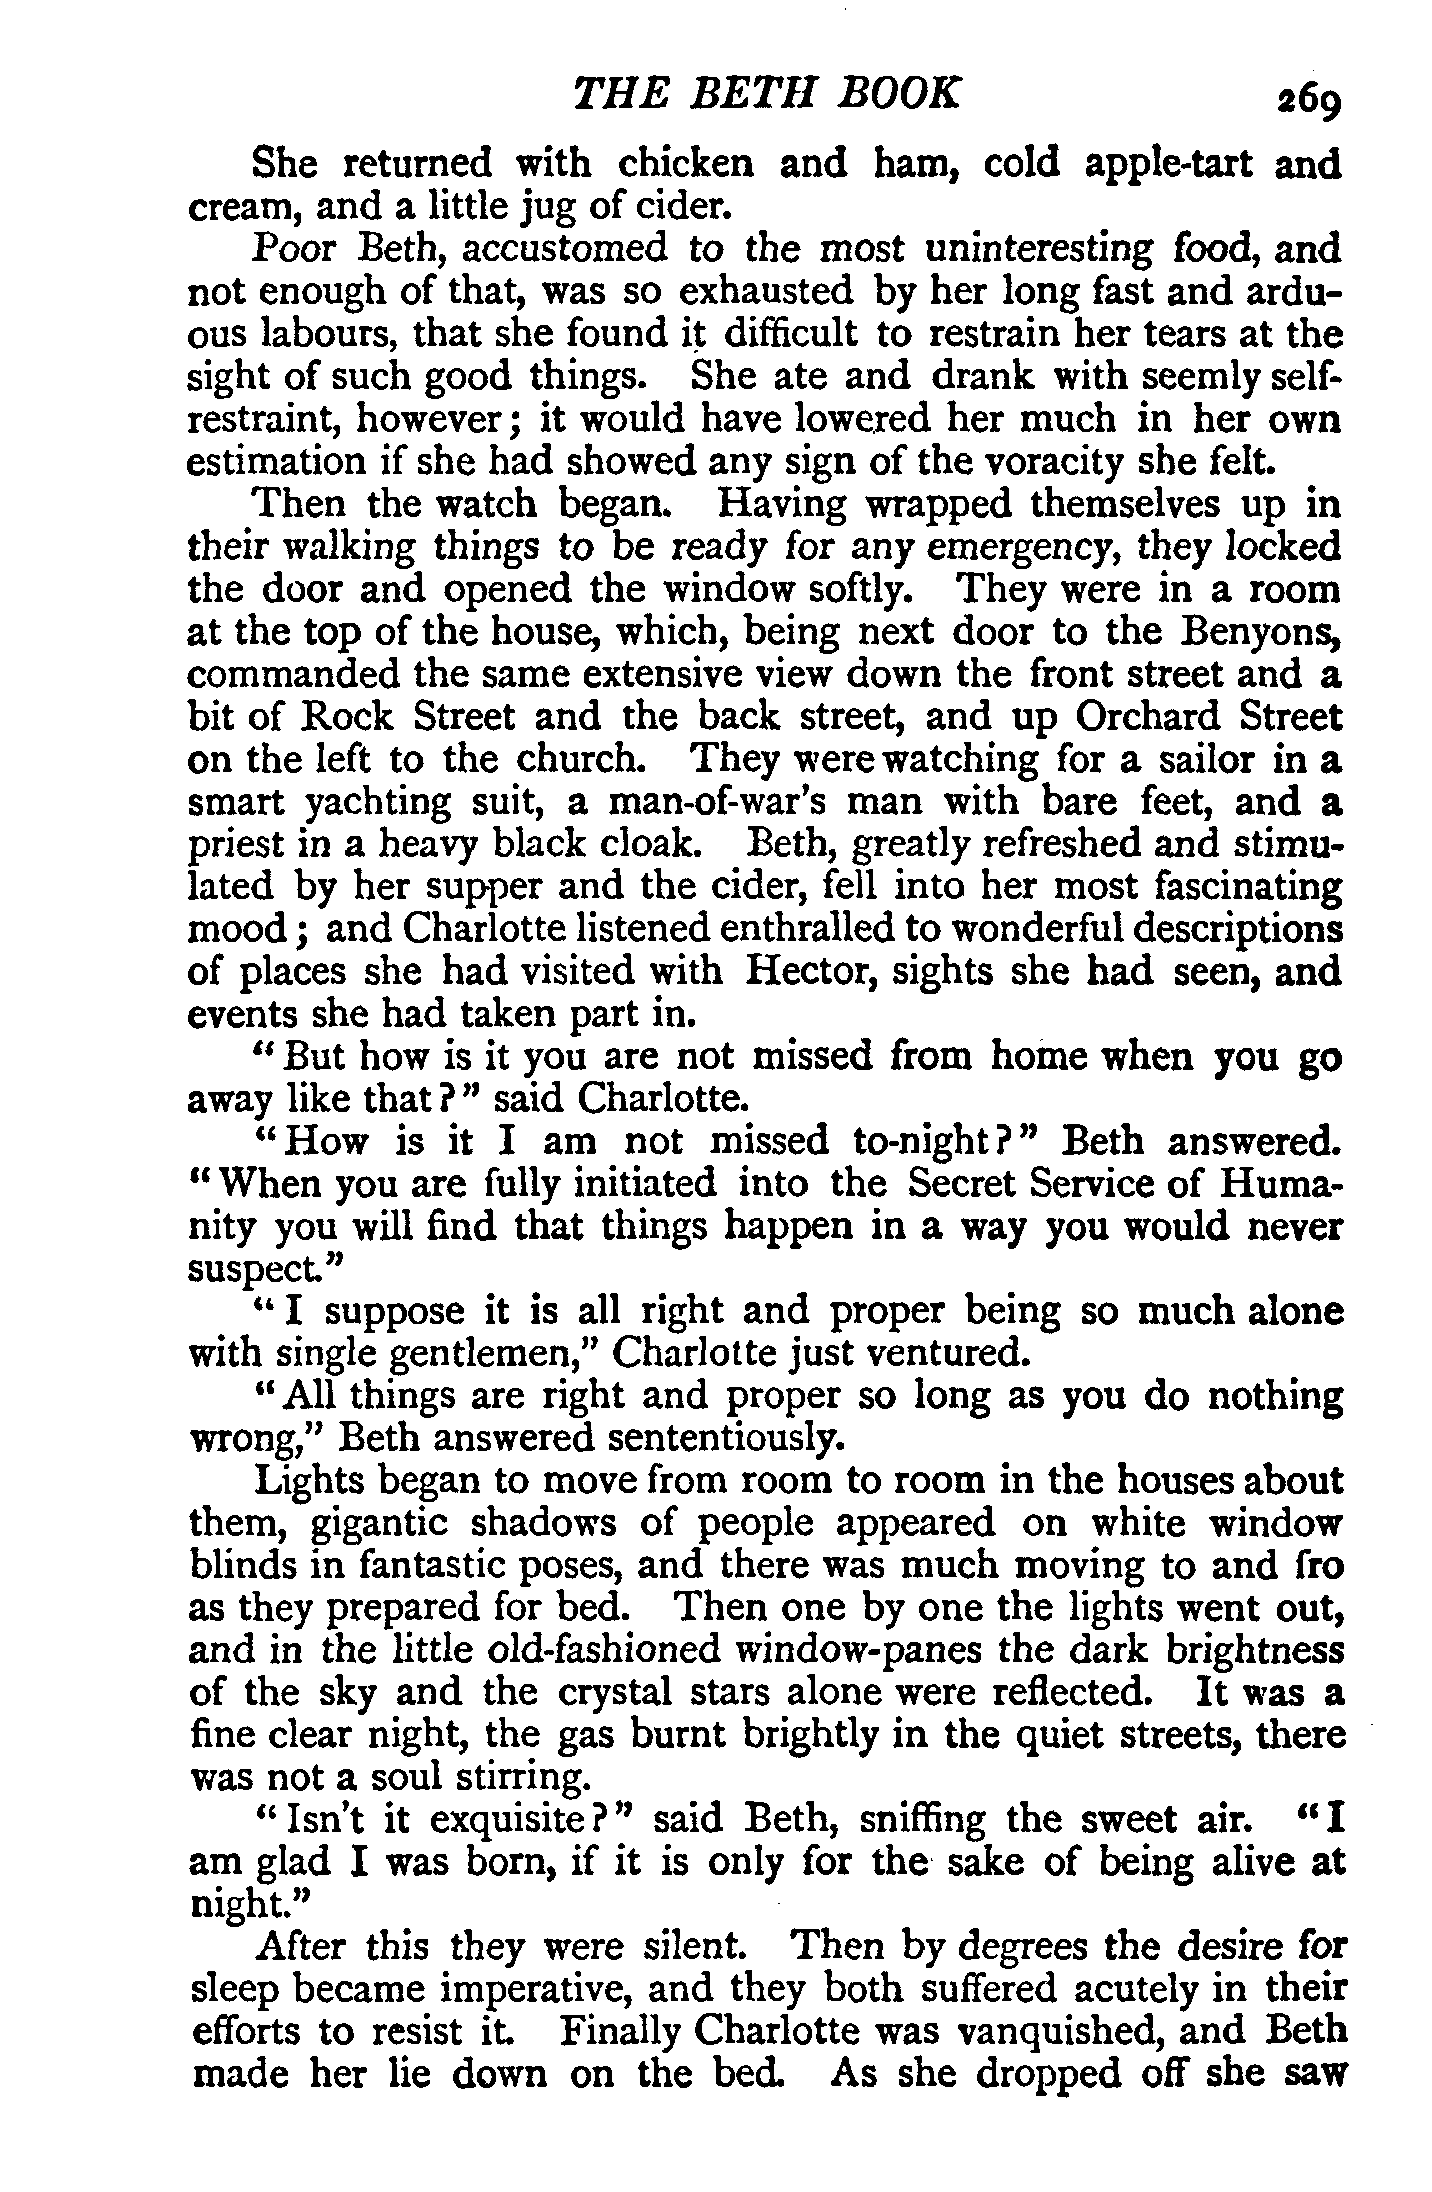 THE BETH BOOK 269
She returned with chicken and ham, cold apple-tart and
cream, and a little jug of cider.
Poor Beth, accustomed to the most uninteresting food, and
not enough of that, was so exhausted by her long fast and ardu-
ous labours, that she found it difficult to restrain her tears at the
sight of such good things. She ate and drank with seemly self-
restraint, however; it would have lowered her much in her own
estimation if she had showed any sign of the voracity she felt.
Then the watch began. Having wrapped themselves up in
their walking things to be ready for any emergency, they locked
the door and opened the window softly. They were in a room
at the top of the house, which, being next door to the Benyons,
commanded the same extensive view down the front street and a
bit of Rock Street and the back street, and up Orchard Street
on the left to the church. They were watching for a sailor in a
smart yachting suit, a man-of-war's man with bare feet, and a
priest in a heavy black cloak. Beth, greatly refreshed and stimu-
lated by her supper and the cider, fell into her most fascinating
mood; and Charlotte listened enthralled to wonderful descriptions
of places she had visited with Hector, sights she had seen, and
events she had taken part in.
"But how is it you are not missed from home when you go
away like that?" said Charlotte.
"How is it I am not missed to-night?" Beth answered.
"When you are fully initiated into the Secret Service of Huma-
nity you will find that things happen in a way you would never
suspect."
"I suppose it is all right and proper being so much alone
with single gentlemen," Charlotte just ventured.
"All things are right and proper so long as you do nothing
wrong," Beth answered sententiously.
Lights began to move from room to room in the houses about
them, gigantic shadows of people appeared on white window
blinds in fantastic poses, and there was much moving to and fro
as they prepared for bed. Then one by one the lights went out,
and in the little old-fashioned window-panes the dark brightness
of the sky and the crystal stars alone were reflected. It was a
fine clear night, the gas burnt brightly in the quiet streets, there
was not a soul stirring.
"Isn't it exquisite?" said Beth, sniffing the sweet air. "I
am glad I was born, if it is only for the sake of being alive at
night."
After this they were silent. Then by degrees the desire for
sleep became imperative, and they both suffered acutely in their
efforts to resist it. Finally Charlotte was vanquished, and Beth
made her lie down on the bed. As she dropped off she saw